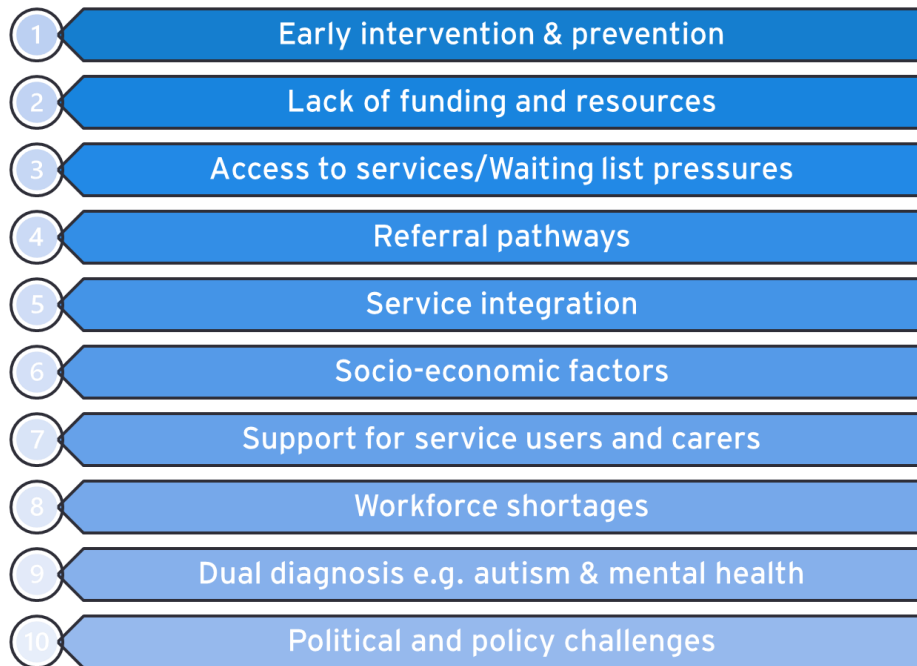 1 Early intervention & prevention
2 Lack of funding and resources
3 Access to services/Waiting list pressures
4 Referral pathways
5 Service integration
6 Socio-economic factors
7 Support for service users and carers
8 Workforce shortages
9 Dual diagnosis e.g. autism & mental health
10 Political and policy challenges